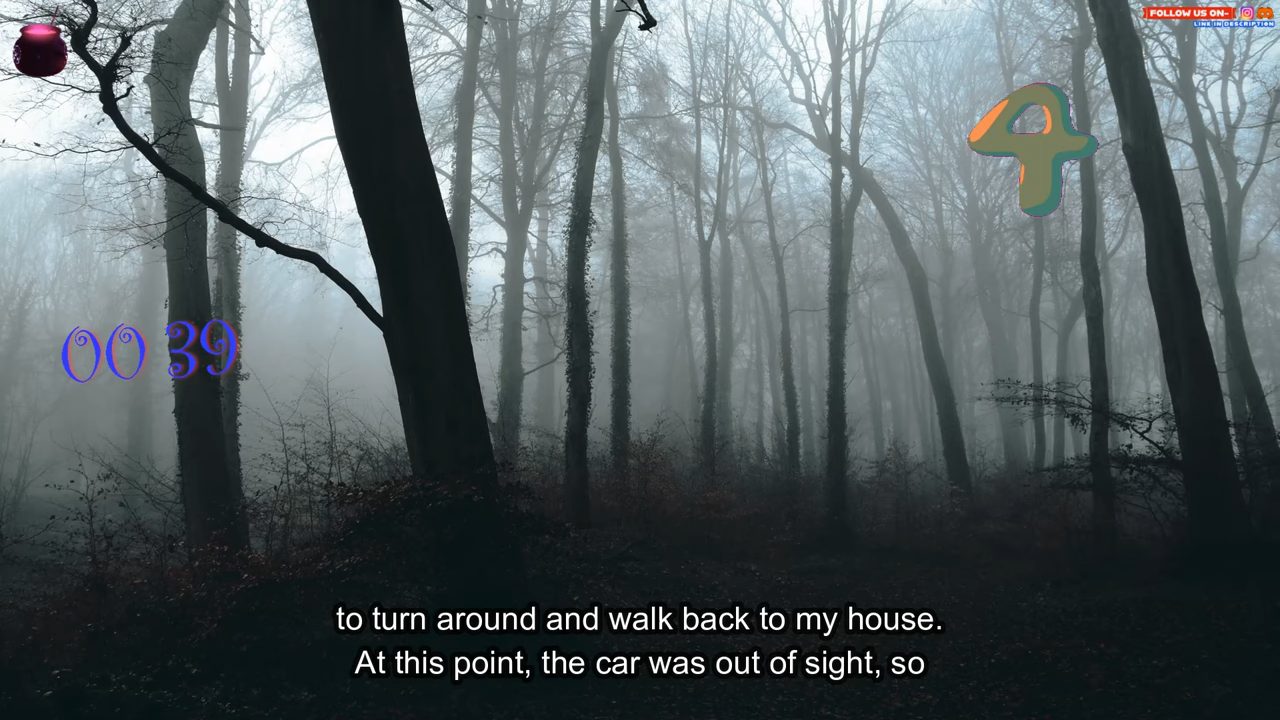 FOLLOW US ON-
LINK IN DESCRIPTION
4
00 39
to turn around and walk back to my house.
At this point, the car was out of sight, so